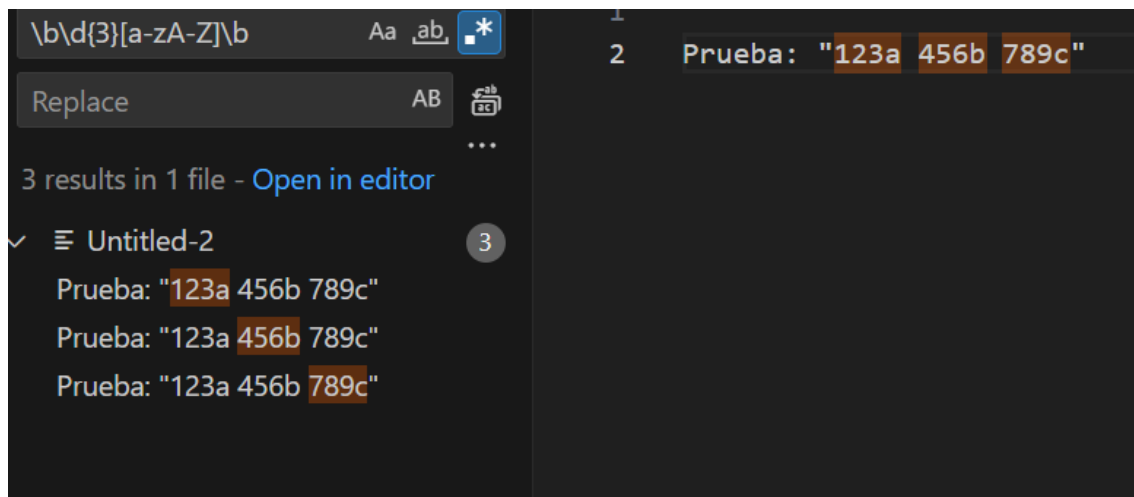 \b\d{3}[a-zA-Z]\b Aa ab .*
Replace AB
...
3 results in 1 file - Open in editor
Untitled-2 3
Prueba: "123a 456b 789c"
Prueba: "123a 456b 789c"
Prueba: "123a 456b 789c"
1
2 Prueba: "123a 456b 789c"